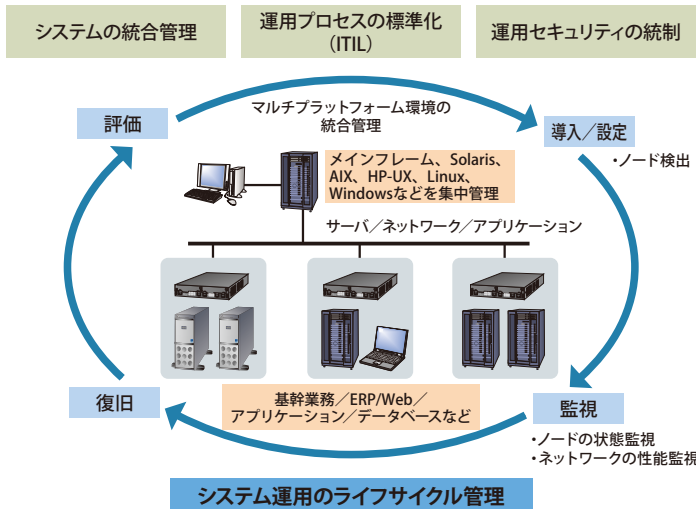 システムの統合管理
運用プロセスの標準化
（ITIL）
運用セキュリティの統制
マルチプラットフォーム環境の
統合管理
評価
導入／設定
・ノード検出
メインフレーム、Solaris、
AIX、HP-UX、Linux、
Windowsなどを集中管理
サーバ／ネットワーク／アプリケーション
復旧
基幹業務／ERP/Web／
アプリケーション／データベースなど
監視
・ノードの状態監視
・ネットワークの性能監視
システム運用のライフサイクル管理